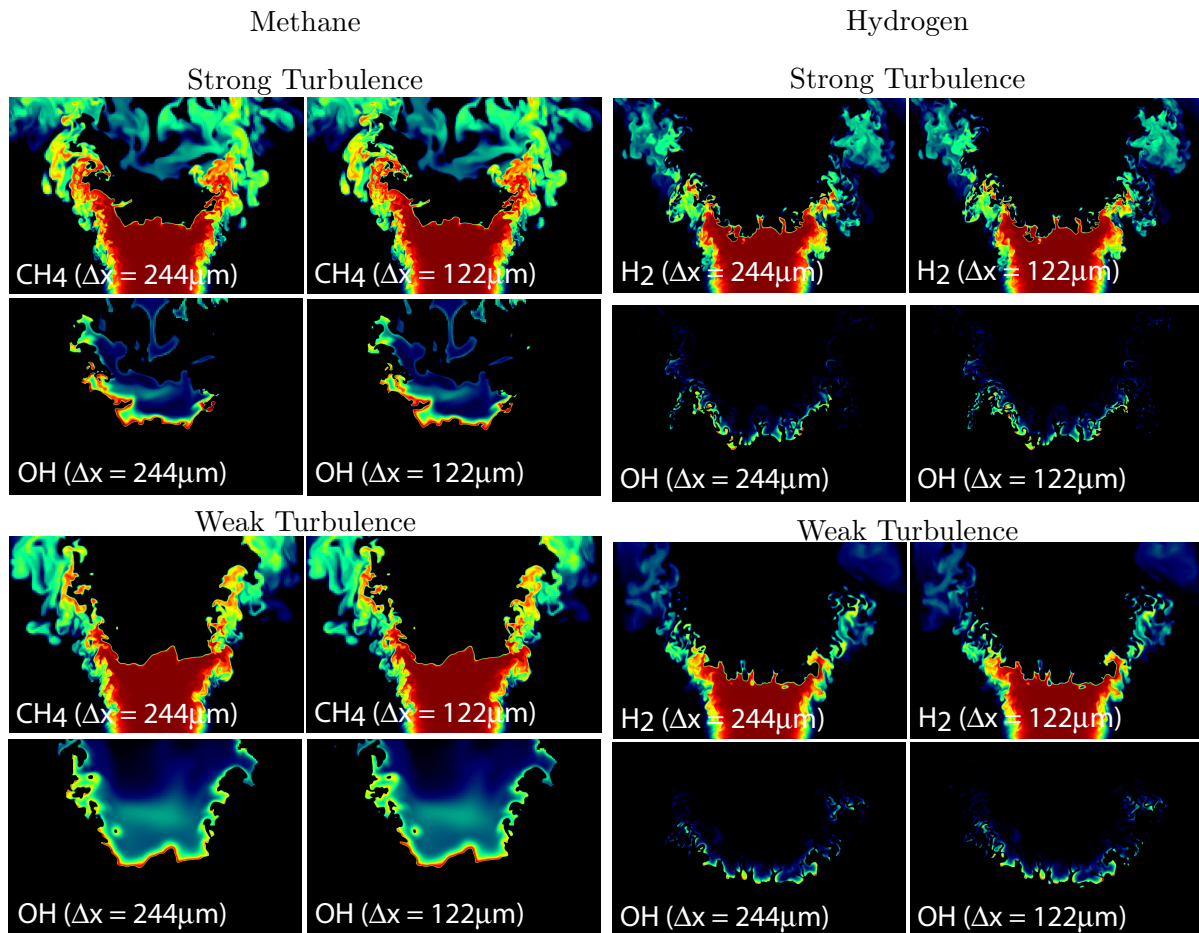 Methane
Hydrogen
Strong Turbulence
Strong Turbulence
CH4 (Δx = 244μm)
CH4 (Δx = 122μm)
H2 (Δx = 244μm)
H2 (Δx = 122μm)
OH (Δx = 244μm)
OH (Δx = 122μm)
OH (Δx = 244μm)
OH (Δx = 122μm)
Weak Turbulence
Weak Turbulence
CH4 (Δx = 244μm)
CH4 (Δx = 122μm)
H2 (Δx = 244μm)
H2 (Δx = 122μm)
OH (Δx = 244μm)
OH (Δx = 122μm)
OH (Δx = 244μm)
OH (Δx = 122μm)